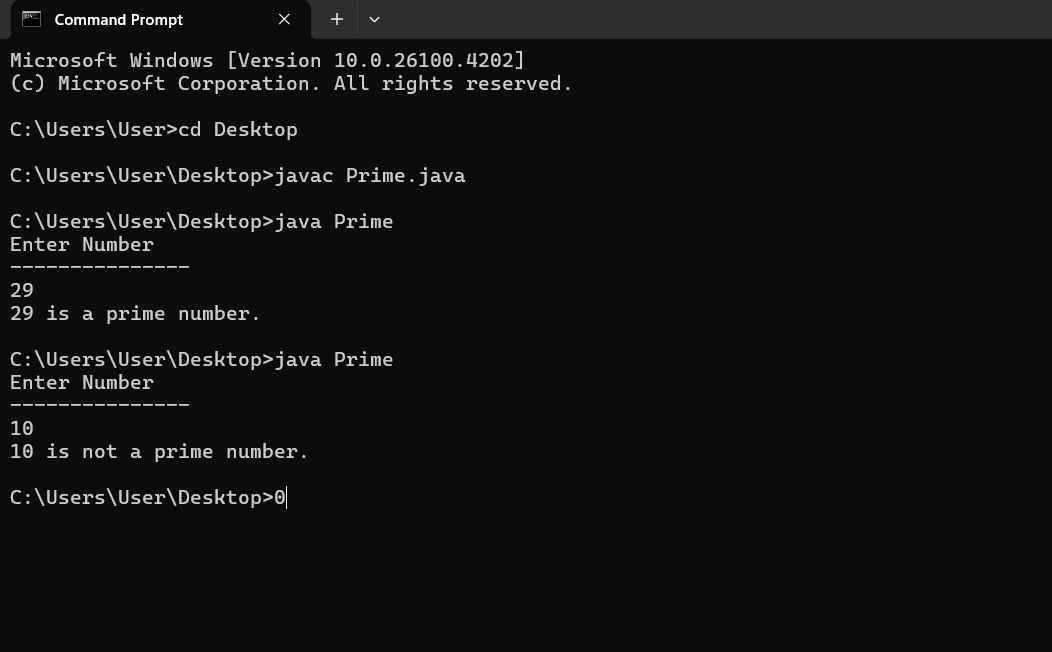 Command Prompt
Microsoft Windows [Version 10.0.26100.4202]
(c) Microsoft Corporation. All rights reserved.
C:\Users\User>cd Desktop
C:\Users\User\Desktop>javac Prime.java
C:\Users\User\Desktop>java Prime
Enter Number
---------------
29
29 is a prime number.
C:\Users\User\Desktop>java Prime
Enter Number
---------------
10
10 is not a prime number.
C:\Users\User\Desktop>0